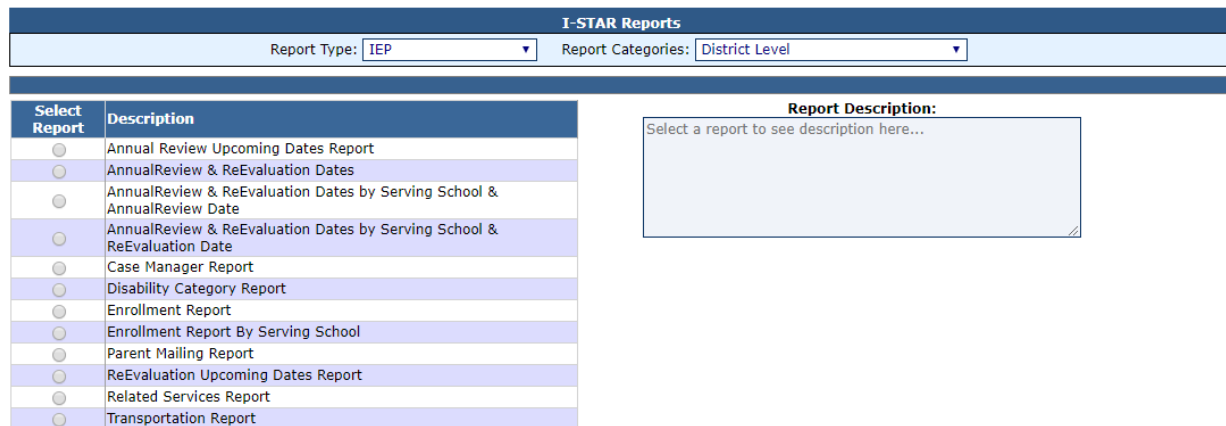 I-STAR Reports
Report Type: IEP Report Categories: District Level
Select Report
Description
Annual Review Upcoming Dates Report
AnnualReview & ReEvaluation Dates
AnnualReview & ReEvaluation Dates by Serving School &
AnnualReview Date
AnnualReview & ReEvaluation Dates by Serving School &
ReEvaluation Date
Case Manager Report
Disability Category Report
Enrollment Report
Enrollment Report By Serving School
Parent Mailing Report
ReEvaluation Upcoming Dates Report
Related Services Report
Transportation Report
Report Description:
Select a report to see description here...